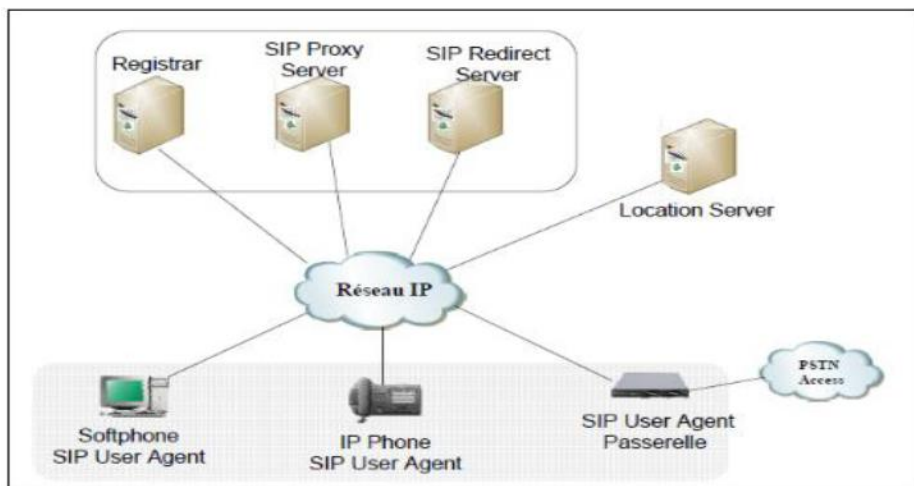 Registrar
SIP Proxy
Server
SIP Redirect
Server
Location Server
Réseau IP
PSTN
Access
Softphone
SIP User Agent
IP Phone
SIP User Agent
SIP User Agent
Passerelle